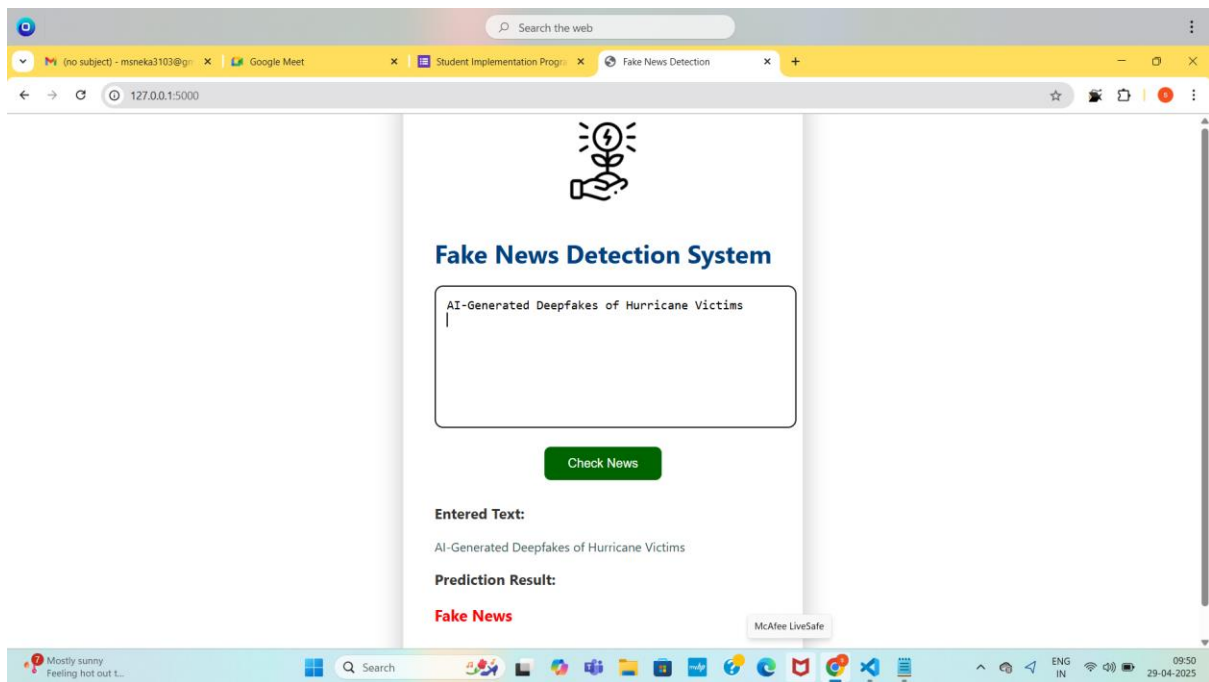 Search the web
(no subject) - msneka3103@gm
Google Meet
Student Implementation Progra
Fake News Detection
127.0.0.1:5000
Fake News Detection System
AI-Generated Deepfakes of Hurricane Victims
Check News
Entered Text:
AI-Generated Deepfakes of Hurricane Victims
Prediction Result:
Fake News
McAfee LiveSafe
7
Mostly sunny
Feeling hot out t...
Search
ENG
IN
09:50
29-04-2025